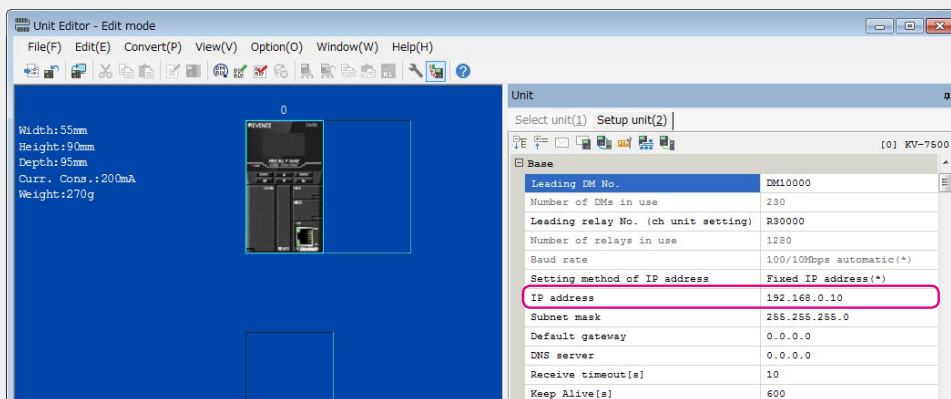 Unit Editor - Edit mode
File(F) Edit(E) Convert(P) View(V) Option(O) Window(W) Help(H)
0
Width:55mm
Height:90mm
Depth:95mm
Curr. Cons.:200mA
Weight:270g
KEYENCE
Unit
Select unit(1) Setup unit(2)
[0] KV-7500
Base
Leading DM No. DM10000
Number of DMs in use 230
Leading relay No. (ch unit setting) R30000
Number of relays in use 1280
Baud rate 100/10Mbps automatic(*)
Setting method of IP address Fixed IP address(*)
IP address 192.168.0.10
Subnet mask 255.255.255.0
Default gateway 0.0.0.0
DNS server 0.0.0.0
Receive timeout[s] 10
Keep Alive[s] 600